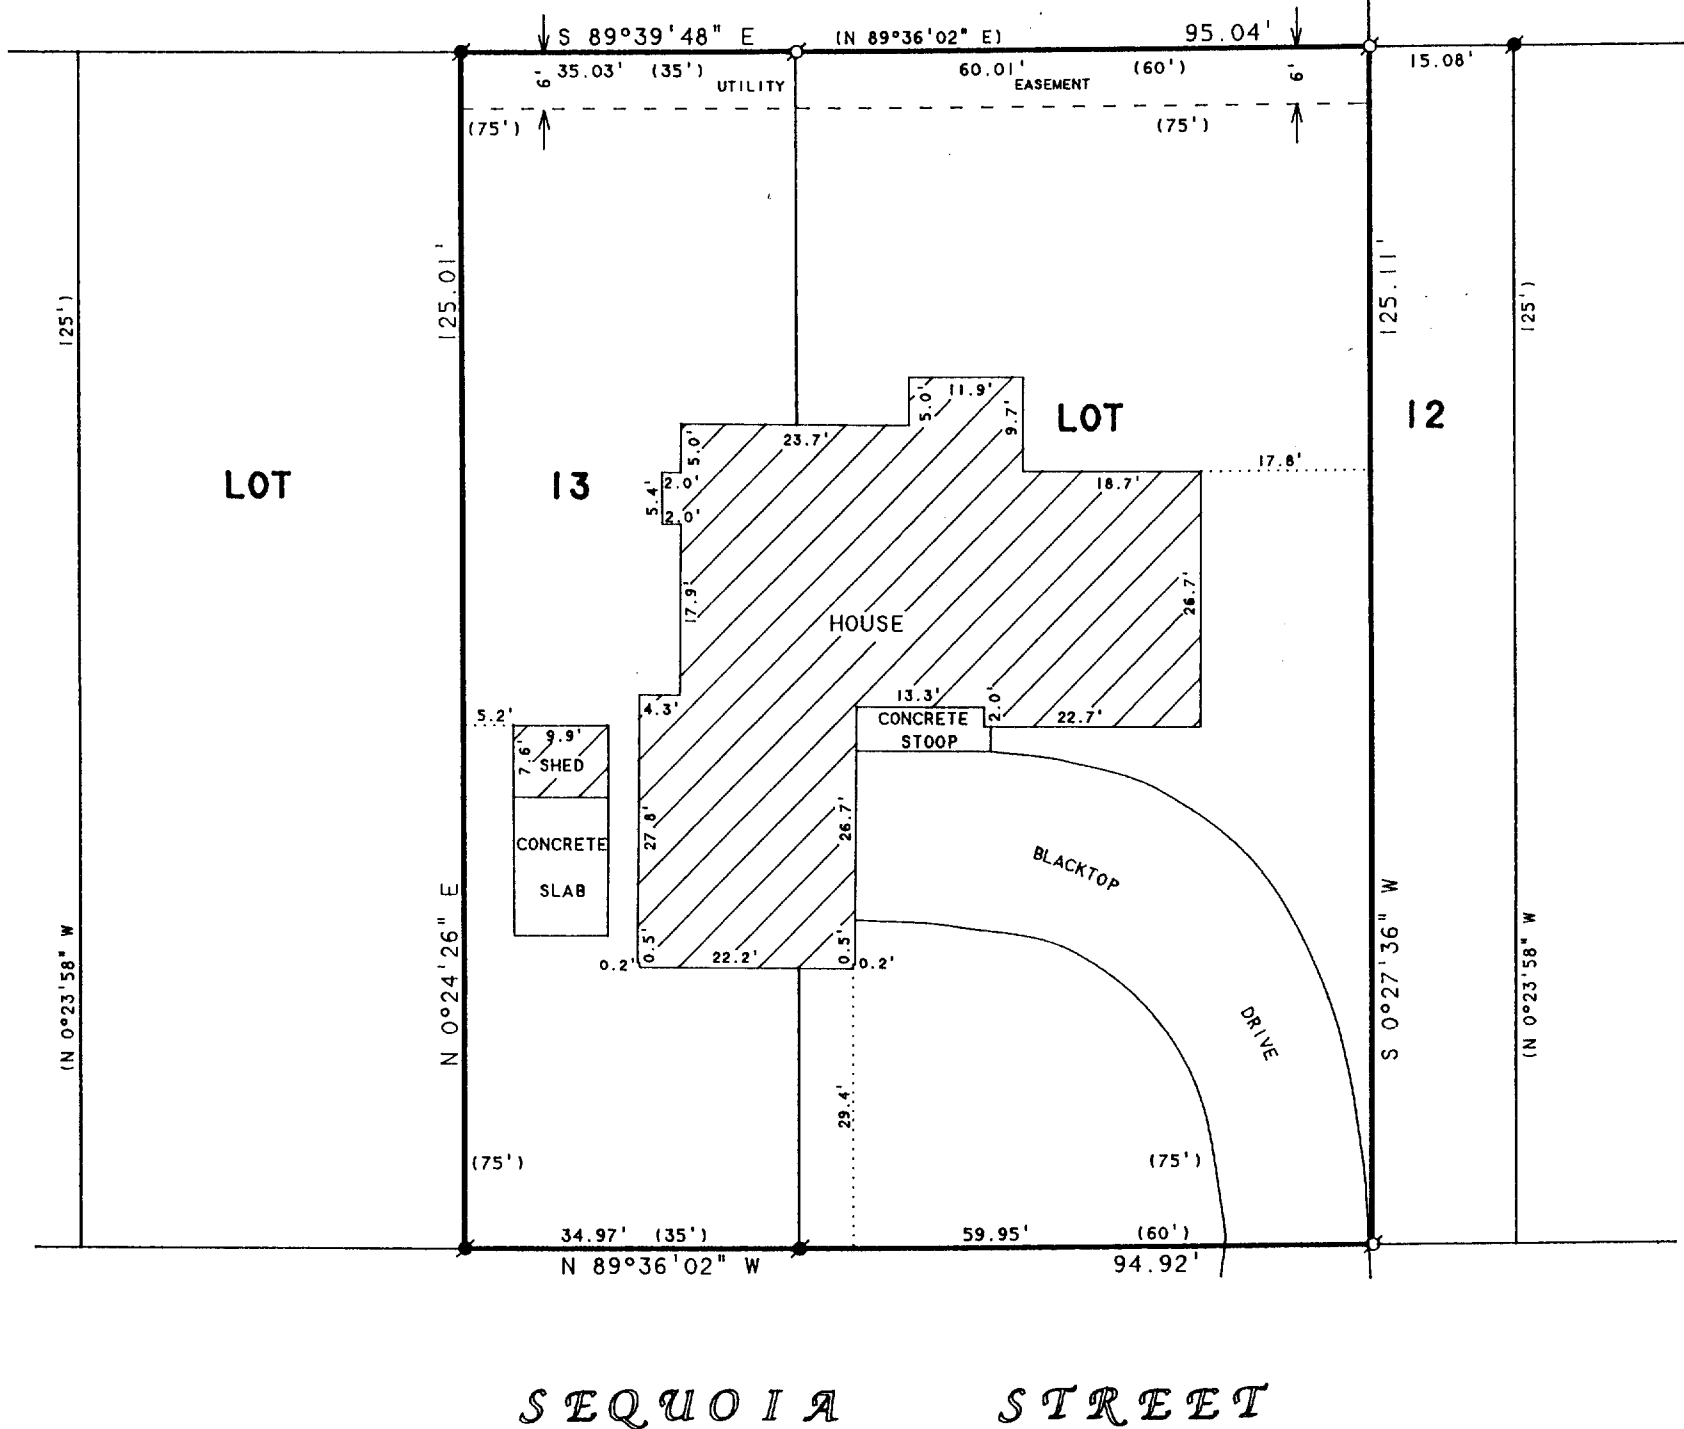 S 89°39'48" E (N 89°36'02" E) 95.04'
35.03' (35') 60.01' (60') 15.08'
6' UTILITY EASEMENT 6'
(75') (75')
125.01'
125.11'
125')
125')
11.9'
5.0'
9.7'
LOT 12
23.7'
5.0'
17.8'
LOT 13
2.0' 18.7'
5.4'
2.0'
17.9'
26.7'
HOUSE
13.3'
2.0'
4.3'
5.2' CONCRETE 22.7'
STOOP
9.9'
7.6'
SHED
27.8'
26.7'
CONCRETE
SLAB
BLACKTOP
DRIVE
0.5'
0.5'
0.2' 22.2' 0.2'
N 0°24'26" E
S 0°27'36" W
(N 0°23'58" W
(N 0°23'58" W
29.4'
(75') (75')
34.97' (35') 59.95' (60')
N 89°36'02" W 94.92'
SEQUOIA STREET